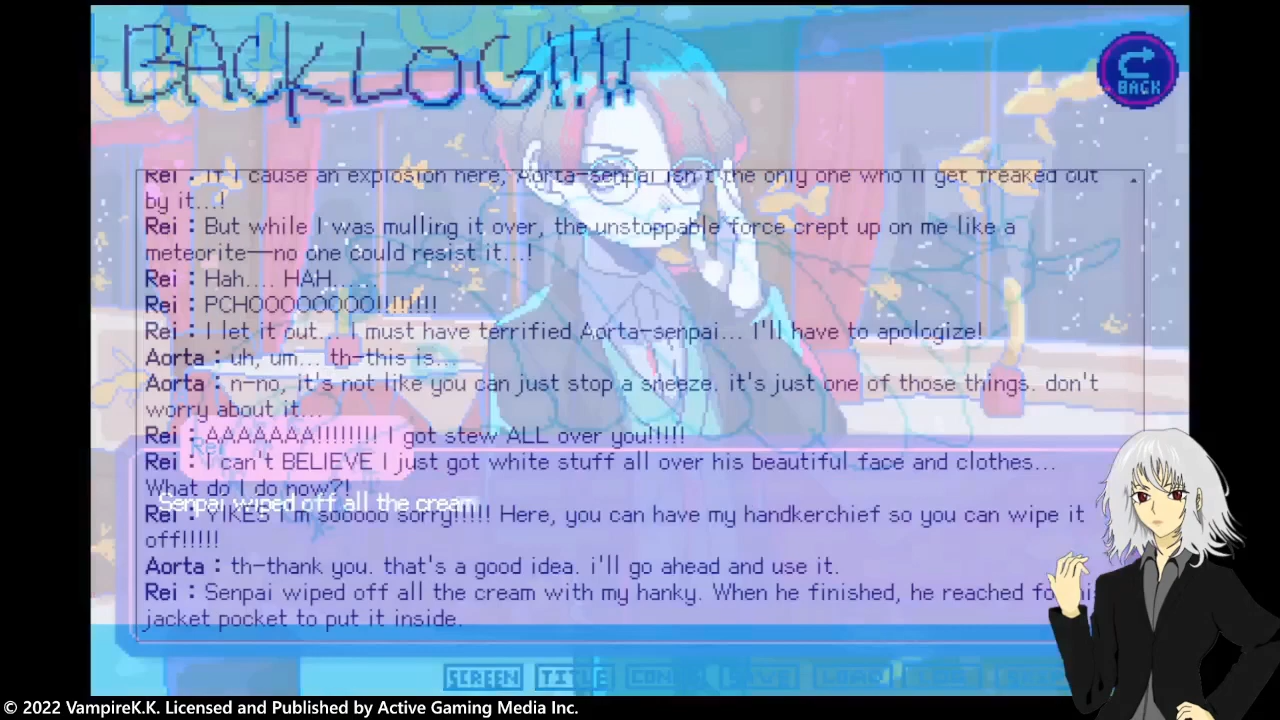 BACKLOG!!!
BACK
Rei : If I cause an explosion here, Aorta-senpai isn't the only one who'll get freaked out
by it...!
Rei : But while I was mulling it over, the unstoppable force crept up on me like a
meteorite—no one could resist it...!
Rei : Hah.... HAH.....
Rei : PCHOOOOOOOO!!!!!!!!
Rei : I let it out.... I must have terrified Aorta-senpai... I'll have to apologize!
Aorta : uh, um... th-this is...
Aorta : n-no, it's not like you can just stop a sneeze. it's just one of those things. don't
worry about it...
Rei : AAAAAAA!!!!!!!! I got stew ALL over you!!!!!
Rei
Rei : I can't BELIEVE I just got white stuff all over his beautiful face and clothes...
What do I do now?!
Senpai wiped off all the cream
Rei : YIKES I'm sooooo sorry!!!!! Here, you can have my handkerchief so you can wipe it
off!!!!!
Aorta : th-thank you. that's a good idea. i'll go ahead and use it.
Rei : Senpai wiped off all the cream with my hanky. When he finished, he reached
jacket pocket to put it inside.
SCREEN TITLE SAVE LOAD
© 2022 VampireK.K. Licensed and Published by Active Gaming Media Inc.